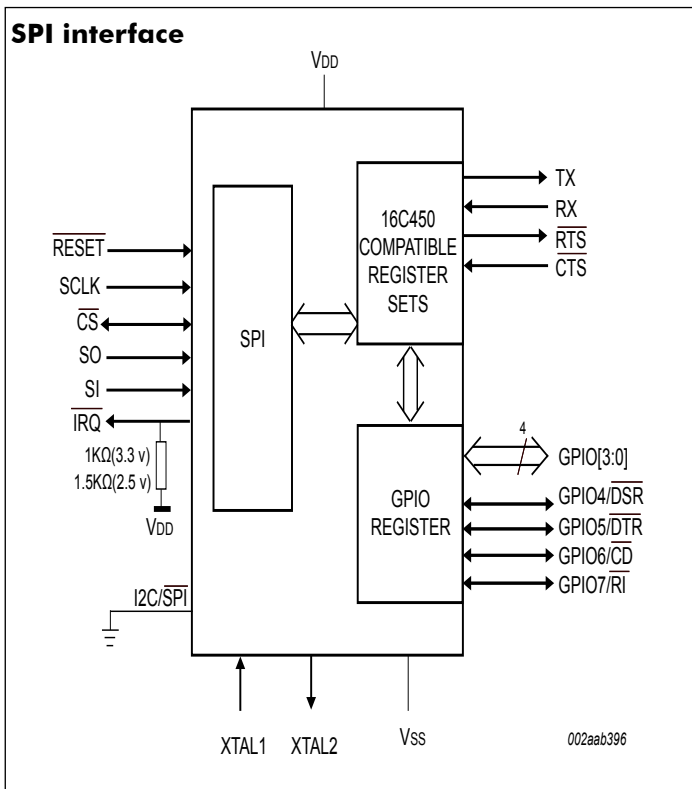 SPI interface
VDD
RESET
SCLK
CS
SO
SI
IRQ
1KΩ(3.3 v)
1.5KΩ(2.5 v)
VDD
I2C/SPI
SPI
16C450
COMPATIBLE
REGISTER
SETS
TX
RX
RTS
CTS
GPIO
REGISTER
4
GPIO[3:0]
GPIO4/DSR
GPIO5/DTR
GPIO6/CD
GPIO7/RI
XTAL1
XTAL2
VSS
002aab396